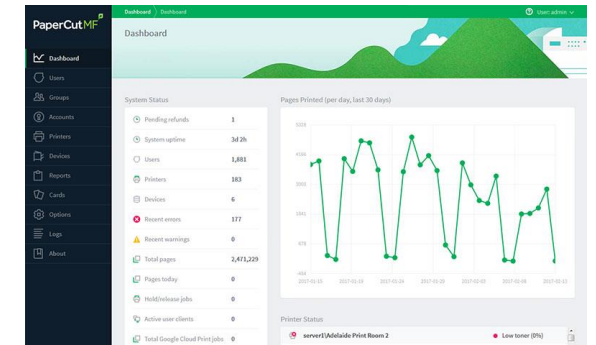 PaperCut MF
Dashboard Dashboard
User: admin
Dashboard
Dashboard
Users
Groups
Accounts
Printers
Devices
Reports
Cards
Options
Logs
About
System Status
Pending refunds 1
System uptime 3d 2h
Users 1,881
Printers 183
Devices 6
Recent errors 177
Recent warnings 0
Total pages 2,471,229
Pages today 0
Hold/release jobs 0
Active user clients 0
Total Google Cloud Print jobs 0
Pages Printed (per day, last 30 days)
Printer Status
server1\Adelaide Print Room 2 Low toner (0%)